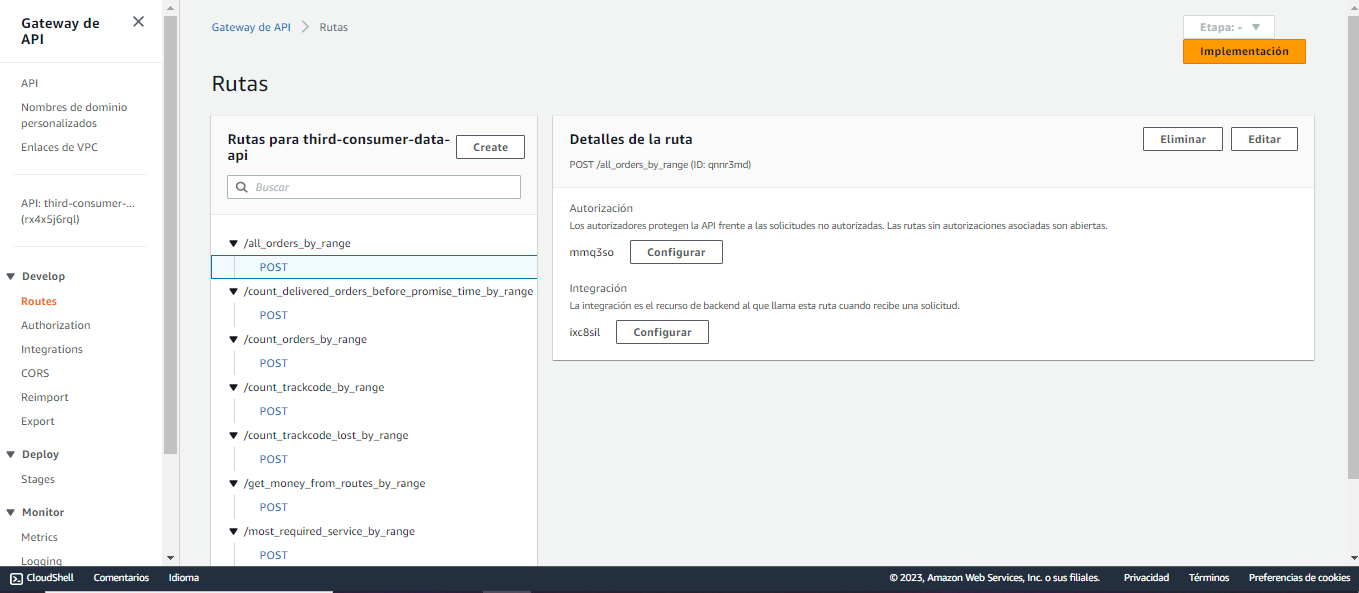 Gateway de
API
API
Nombres de dominio
personalizados
Enlaces de VPC
API: third-consumer-...
(rx4x5j6rql)
Develop
Routes
Authorization
Integrations
CORS
Reimport
Export
Deploy
Stages
Monitor
Metrics
Logging
Gateway de API > Rutas
Etapa: -
Implementación
Rutas
Rutas para third-consumer-data-
api
Create
Buscar
/all_orders_by_range
POST
/count_delivered_orders_before_promise_time_by_range
POST
/count_orders_by_range
POST
/count_trackcode_by_range
POST
/count_trackcode_lost_by_range
POST
/get_money_from_routes_by_range
POST
/most_required_service_by_range
POST
Detalles de la ruta
Eliminar
Editar
POST /all_orders_by_range (ID: qnnr3md)
Autorización
Los autorizadores protegen la API frente a las solicitudes no autorizadas. Las rutas sin autorizaciones asociadas son abiertas.
mmq3so
Configurar
Integración
La integración es el recurso de backend al que llama esta ruta cuando recibe una solicitud.
ixc8sil
Configurar
CloudShell Comentarios Idioma © 2023, Amazon Web Services, Inc. o sus filiales. Privacidad Términos Preferencias de cookies